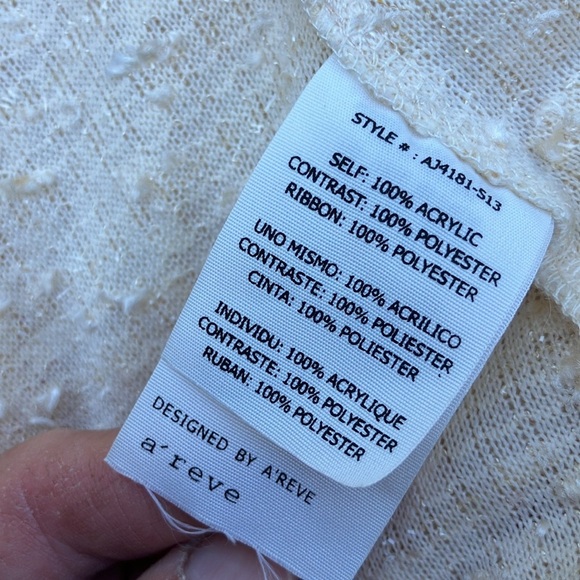 STYLE # : AJ4181-S13
SELF: 100% ACRYLIC
CONTRAST: 100% POLYESTER
RIBBON: 100% POLYESTER
UNO MISMO: 100% ACRILICO
CONTRASTE: 100% POLIESTER
CINTA: 100% POLIESTER
INDIVIDU: 100% ACRYLIQUE
CONTRASTE: 100% POLYESTER
RUBAN: 100% POLYESTER
DESIGNED BY A'REVE
a'reve